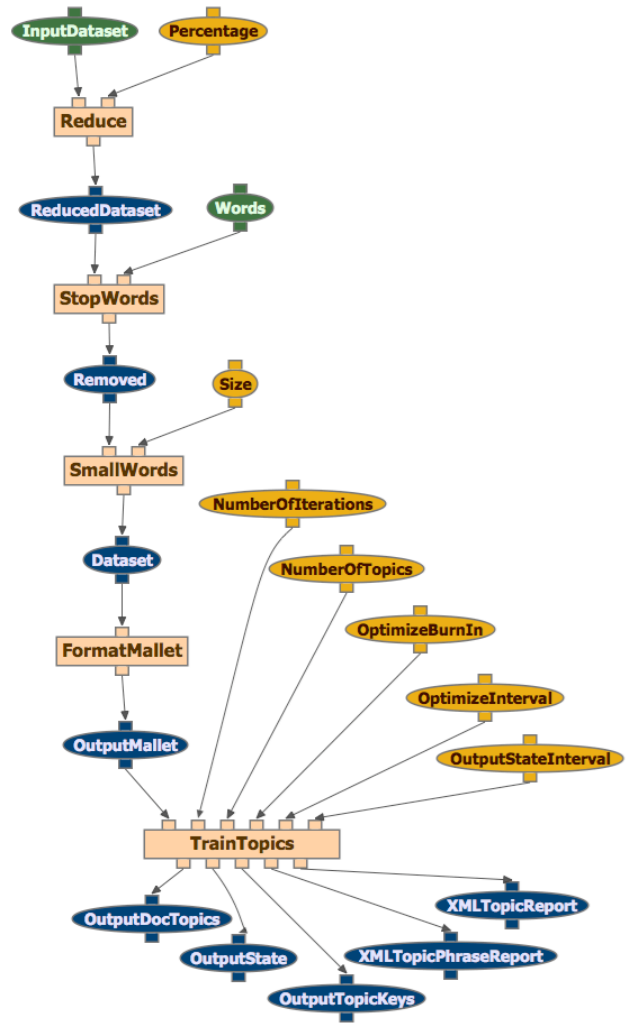 InputDataset
Percentage
Reduce
ReducedDataset
Words
StopWords
Removed
Size
SmallWords
NumberOfIterations
Dataset
NumberOfTopics
OptimizeBurnIn
FormatMallet
OptimizeInterval
OutputMallet
OutputStateInterval
TrainTopics
XMLTopicReport
OutputDocTopics
XMLTopicPhraseReport
OutputState
OutputTopicKeys